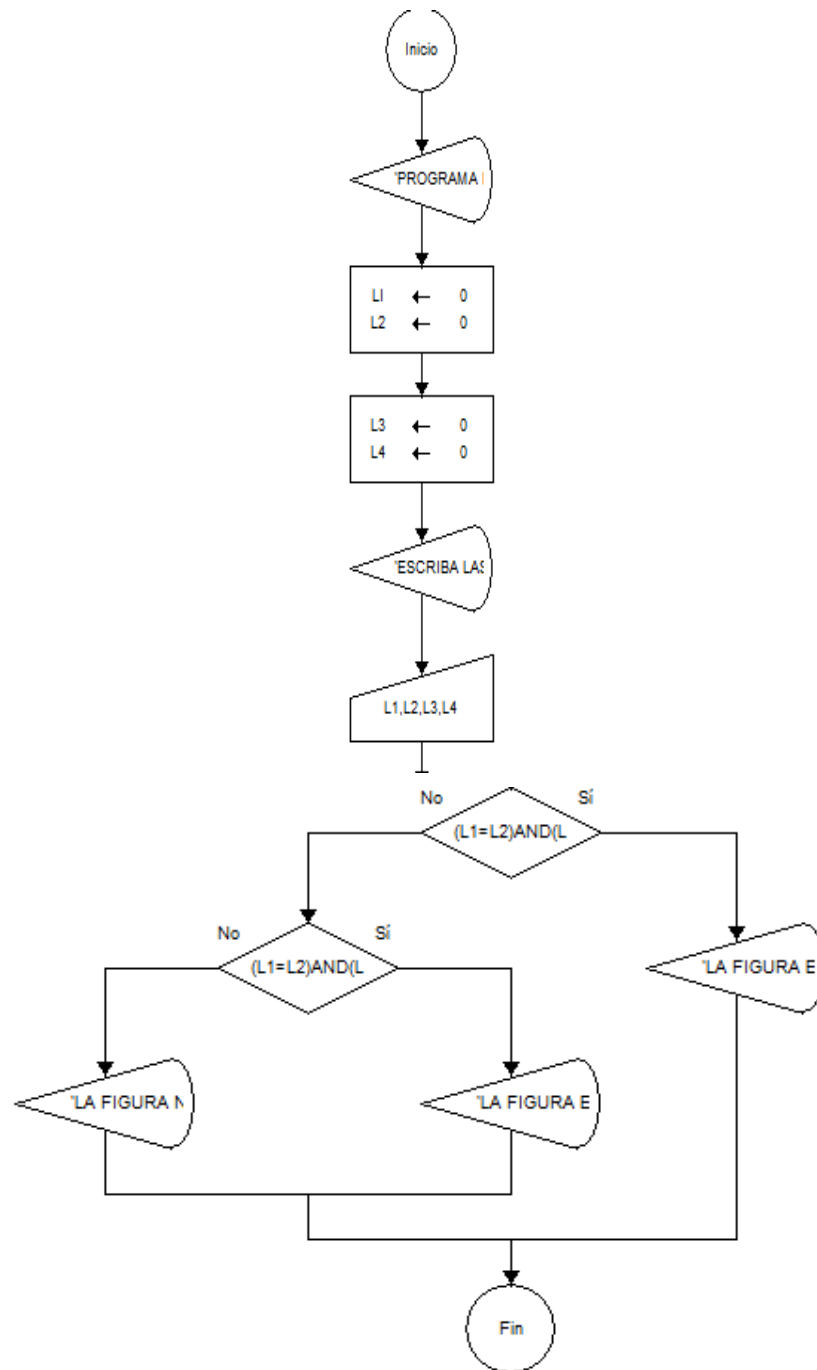 Inicio
'PROGRAMA
LI ← 0
L2 ← 0
L3 ← 0
L4 ← 0
'ESCRIBA LAS
L1,L2,L3,L4
No Sí
(L1=L2)AND(L
No Sí
(L1=L2)AND(L
'LA FIGURA E
'LA FIGURA N
'LA FIGURA E
Fin